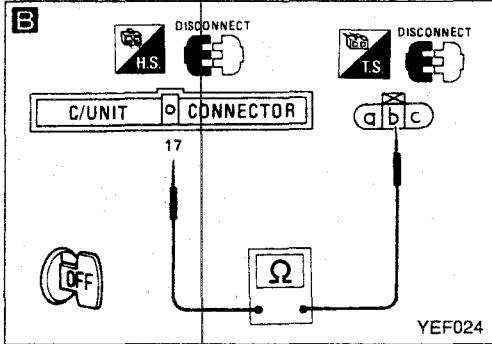 B
DISCONNECT
H.S.
DISCONNECT
T.S.
C/UNIT O CONNECTOR
a b c
17
OFF
Ω
YEF024